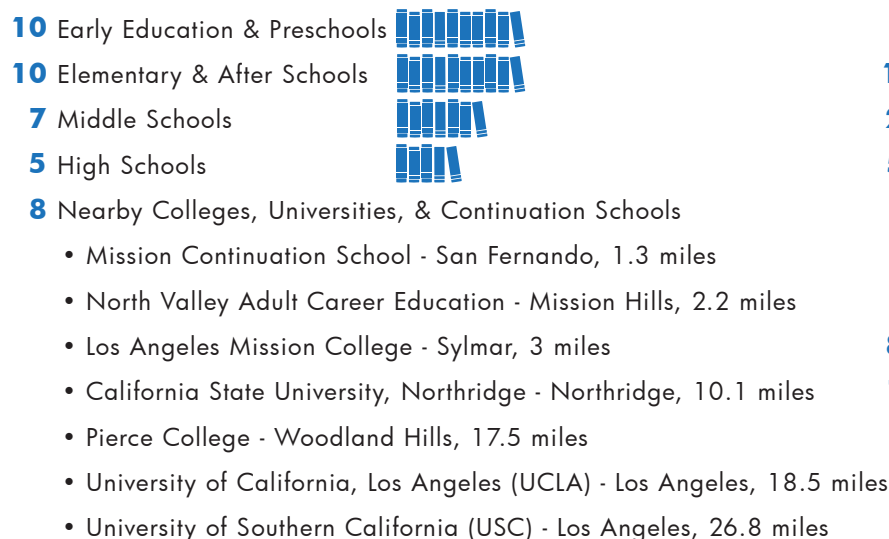 10 Early Education & Preschools
10 Elementary & After Schools
7 Middle Schools
5 High Schools
8 Nearby Colleges, Universities, & Continuation Schools
• Mission Continuation School - San Fernando, 1.3 miles
• North Valley Adult Career Education - Mission Hills, 2.2 miles
• Los Angeles Mission College - Sylmar, 3 miles
• California State University, Northridge - Northridge, 10.1 miles
• Pierce College - Woodland Hills, 17.5 miles
• University of California, Los Angeles (UCLA) - Los Angeles, 18.5 miles
• University of Southern California (USC) - Los Angeles, 26.8 miles